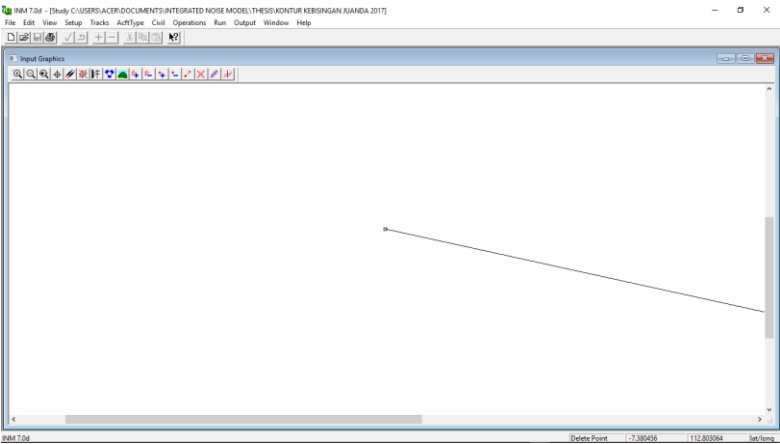 INM 7.0d - [Study C:\USERS\ACER\DOCUMENTS\INTEGRATED NOISE MODEL\THESIS\KONTUR KEBISINGAN JUANDA 2017]
File Edit View Setup Tracks AcftType Civil Operations Run Output Window Help
Input Graphics
INM 7.0d Delete Point -7.380456 112.803064 lat/long